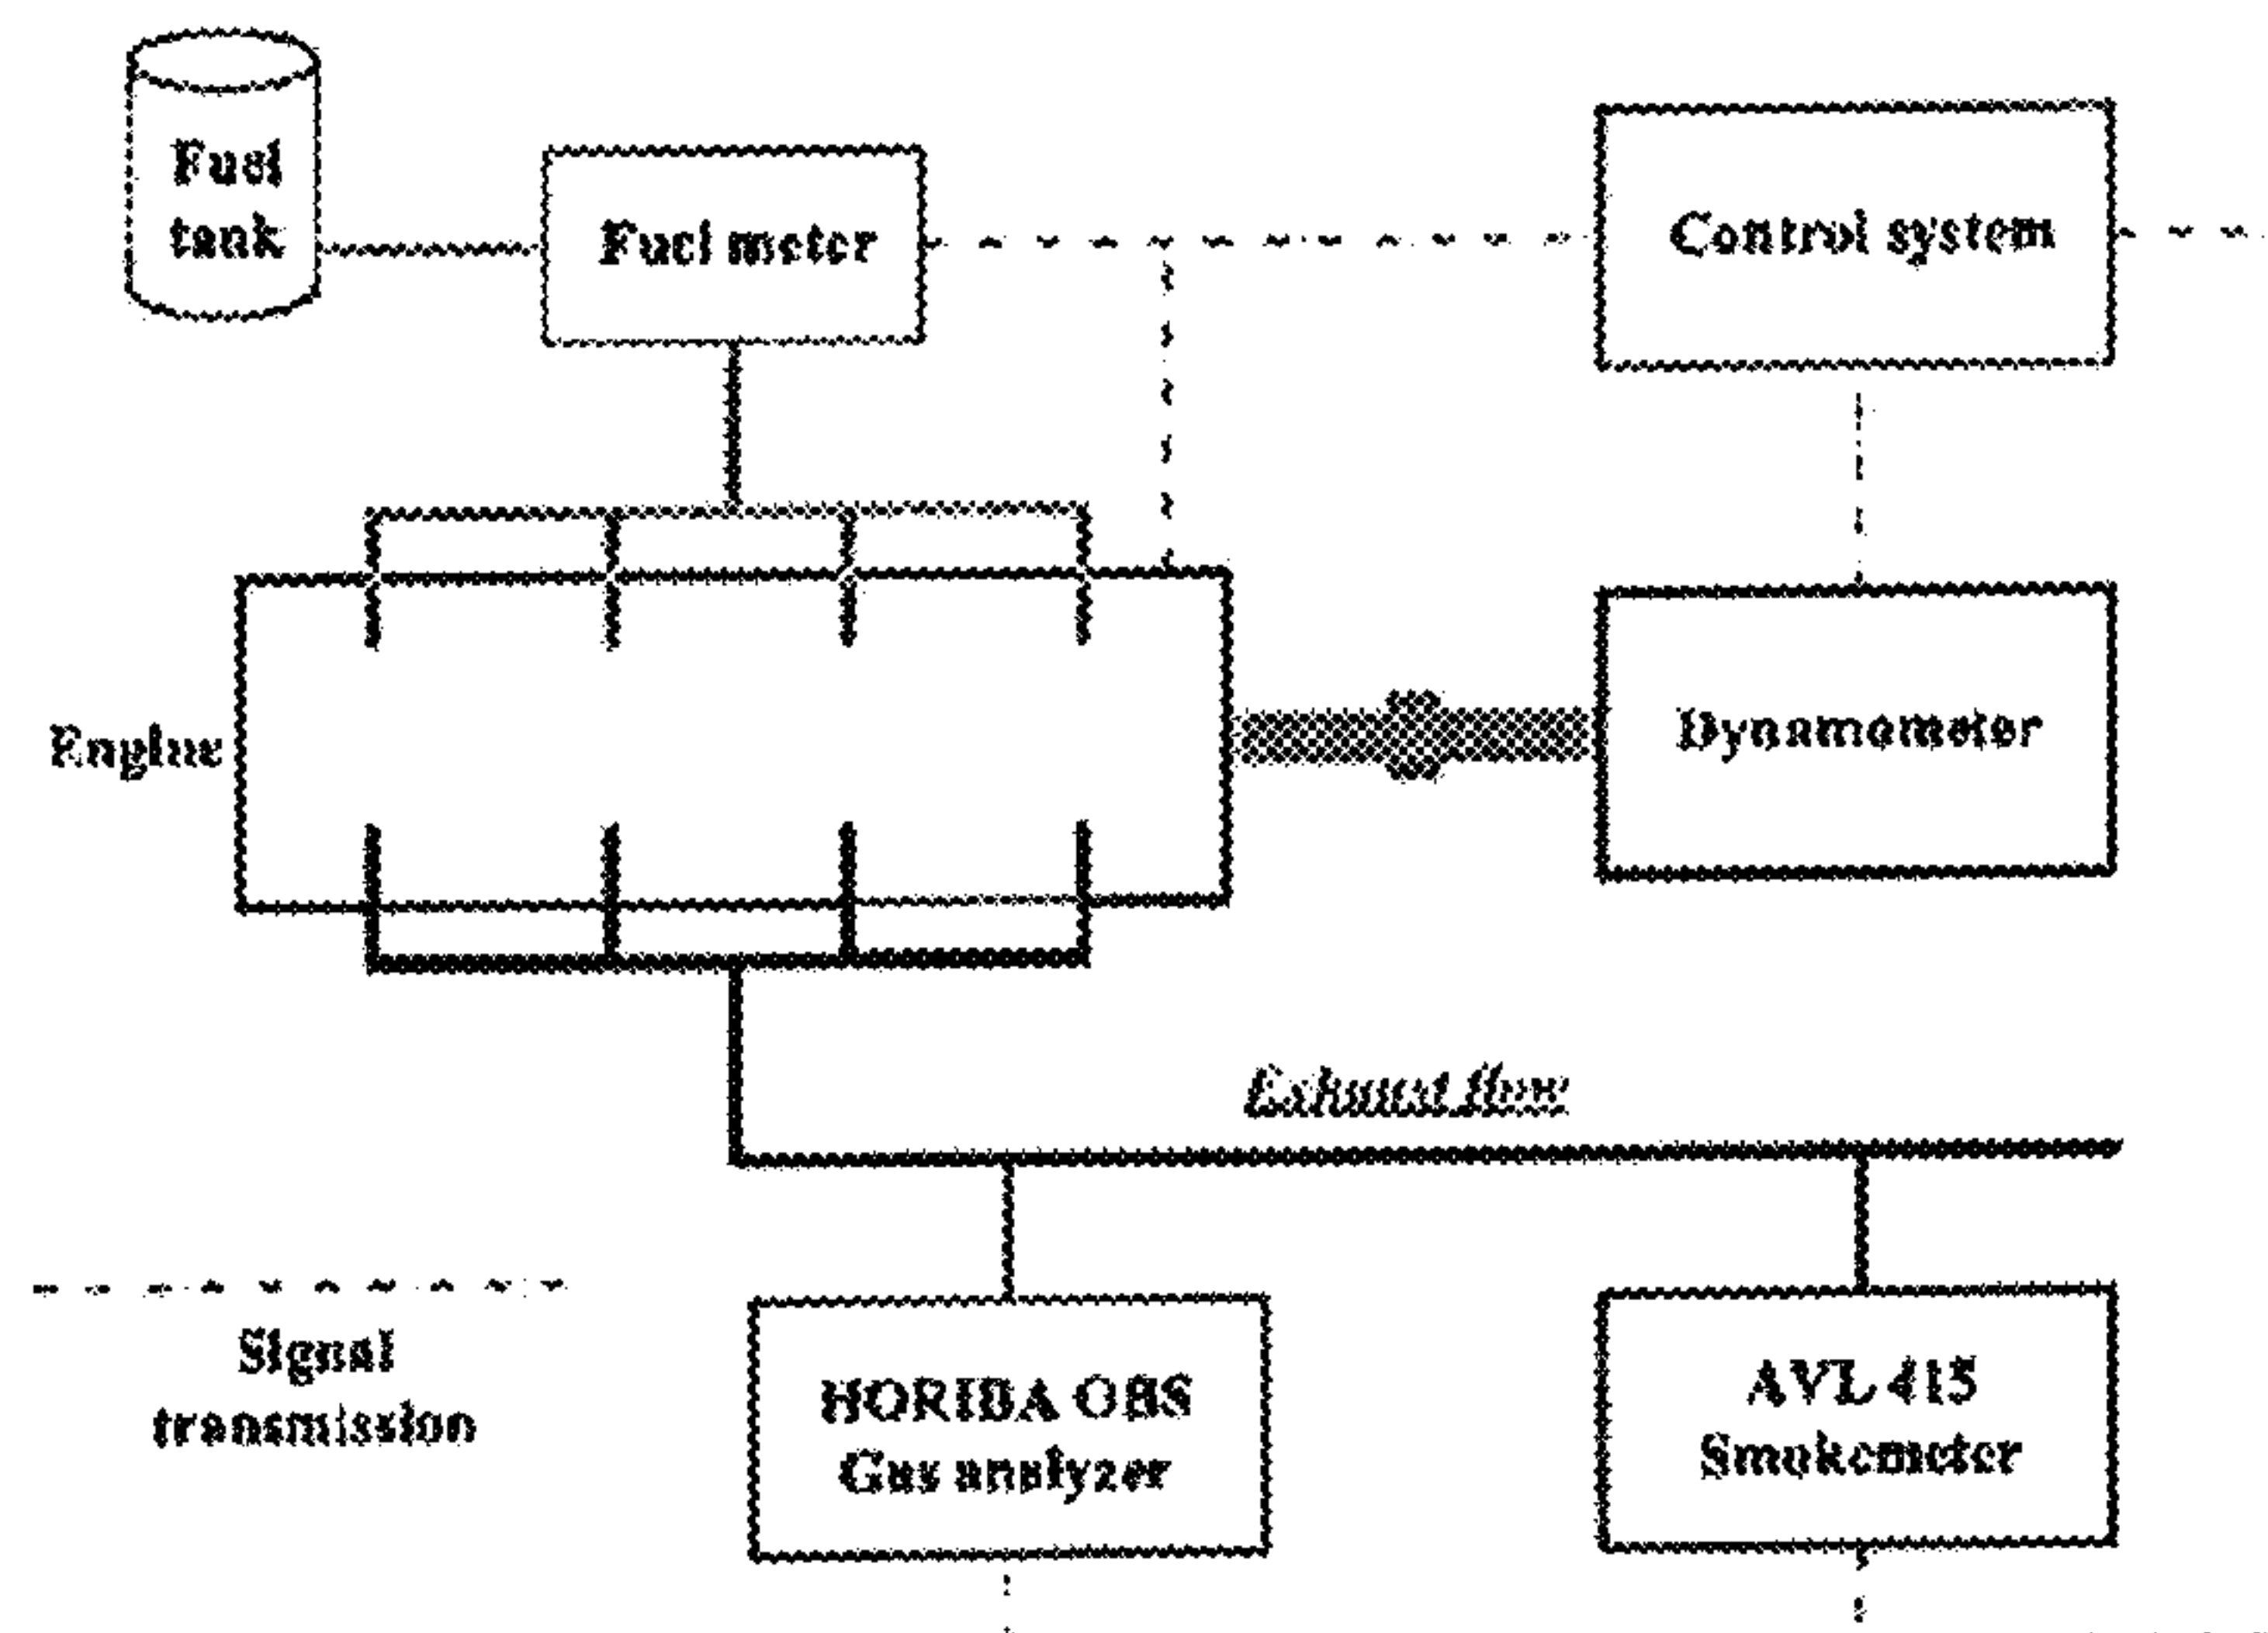 Fuel
tank
Fuel meter
Control system
Engine
Dynamometer
Exhaust flow
Signal
transmission
HORIBA OBS
Gas analyzer
AVL 415
Smokemeter